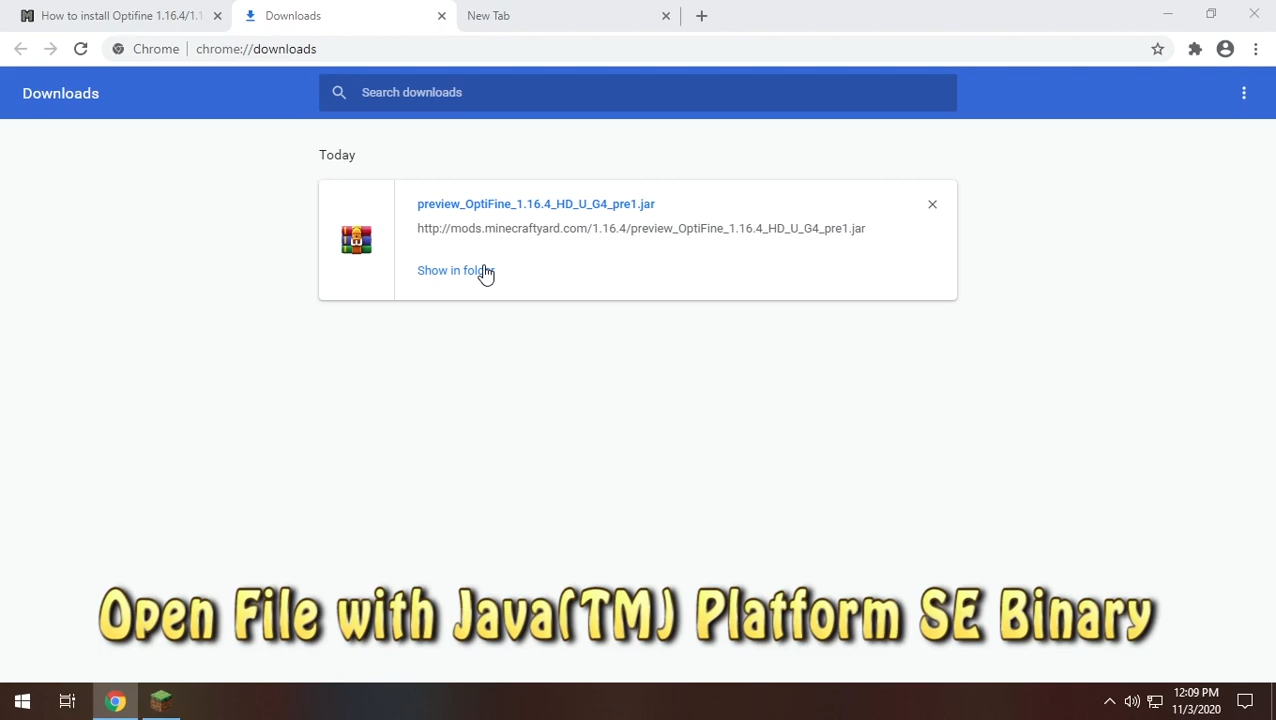 How to install Optifine 1.16.4/1.1
Downloads
New Tab
Chrome
chrome://downloads
Downloads
Search downloads
Today
preview_OptiFine_1.16.4_HD_U_G4_pre1.jar
http://mods.minecraftyard.com/1.16.4/preview_OptiFine_1.16.4_HD_U_G4_pre1.jar
Show in folder
Open File with Java(TM) Platform SE Binary
12:09 PM
11/3/2020